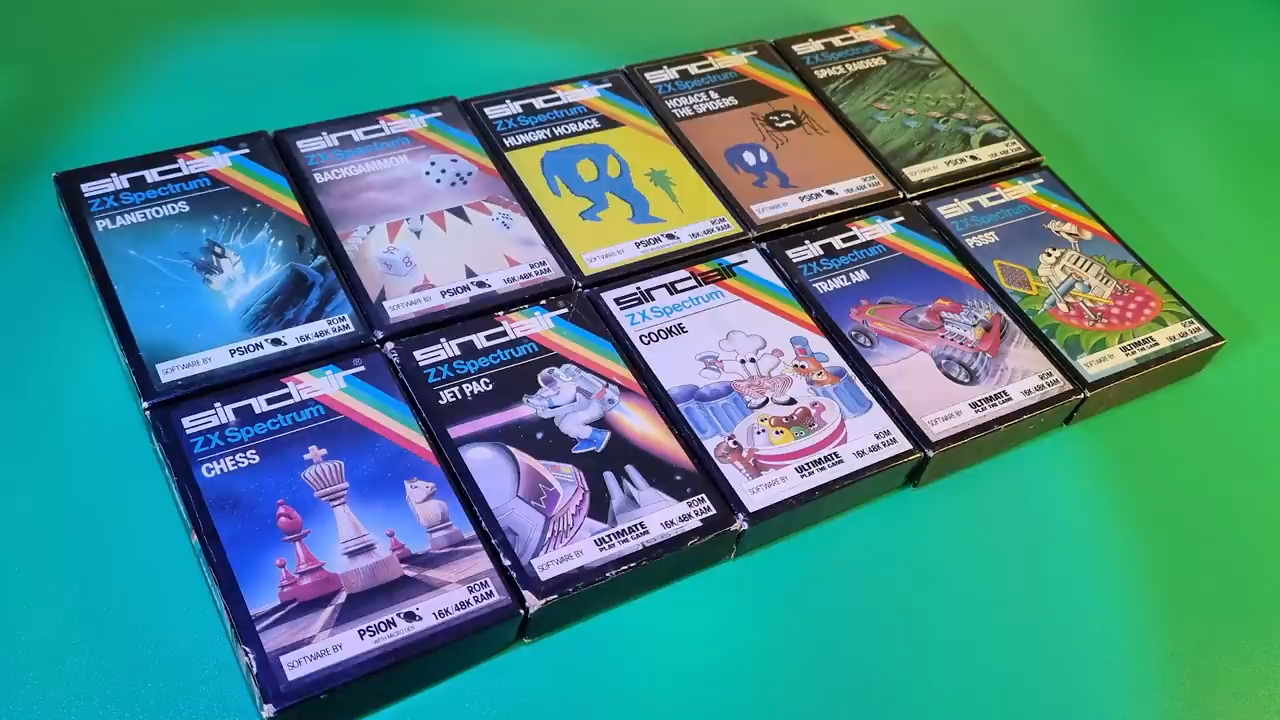 sinclair
ZX Spectrum
PLANETOIDS
SOFTWARE BY PSION
ROM
16K/48K RAM
sinclair
ZX Spectrum
BACKGAMMON
SOFTWARE BY PSION
ROM
16K/48K RAM
sinclair
ZX Spectrum
HUNGRY HORACE
SOFTWARE BY PSION
ROM
16K/48K RAM
sinclair
ZX Spectrum
HORACE &
THE SPIDERS
SOFTWARE BY PSION
ROM
16K/48K RAM
sinclair
ZX Spectrum
SPACE RAIDERS
SOFTWARE BY PSION
ROM
16K/48K RAM
sinclair®
ZX Spectrum
CHESS
SOFTWARE BY PSION
WITH MICRO GEN
ROM
16K/48K RAM
sinclair
ZX Spectrum
JET PAC
SOFTWARE BY ULTIMATE
PLAY THE GAME
ROM
16K/48K RAM
sinclair
ZX Spectrum
COOKIE
SOFTWARE BY ULTIMATE
PLAY THE GAME
ROM
16K/48K RAM
sinclair
ZX Spectrum
TRANZ AM
SOFTWARE BY ULTIMATE
PLAY THE GAME
ROM
16K/48K RAM
sinclair
ZX Spectrum
PSSST
SOFTWARE BY ULTIMATE
PLAY THE GAME
ROM
16K/48K RAM